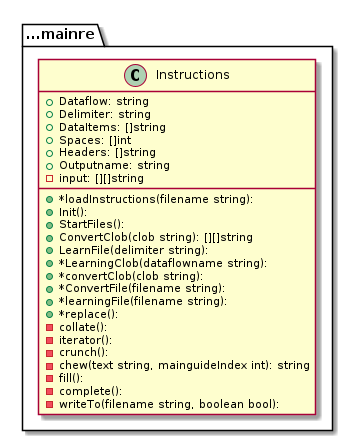 ...mainre
C Instructions
Dataflow: string
Delimiter: string
DataItems: []string
Spaces: []int
Headers: []string
Outputname: string
input: [][]string
*loadInstructions(filename string):
Init():
StartFiles():
ConvertClob(clob string): [][]string
LearnFile(delimiter string):
*LearningClob(dataflowname string):
*convertClob(clob string):
*ConvertFile(filename string):
*learningFile(filename string):
*replace():
collate():
iterator():
crunch():
chew(text string, mainguideIndex int): string
fill():
complete():
writeTo(filename string, boolean bool):